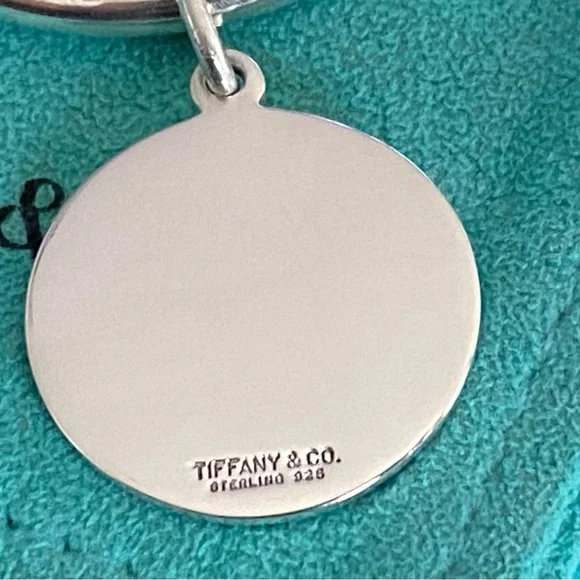 &
TIFFANY & CO.
STERLING 925